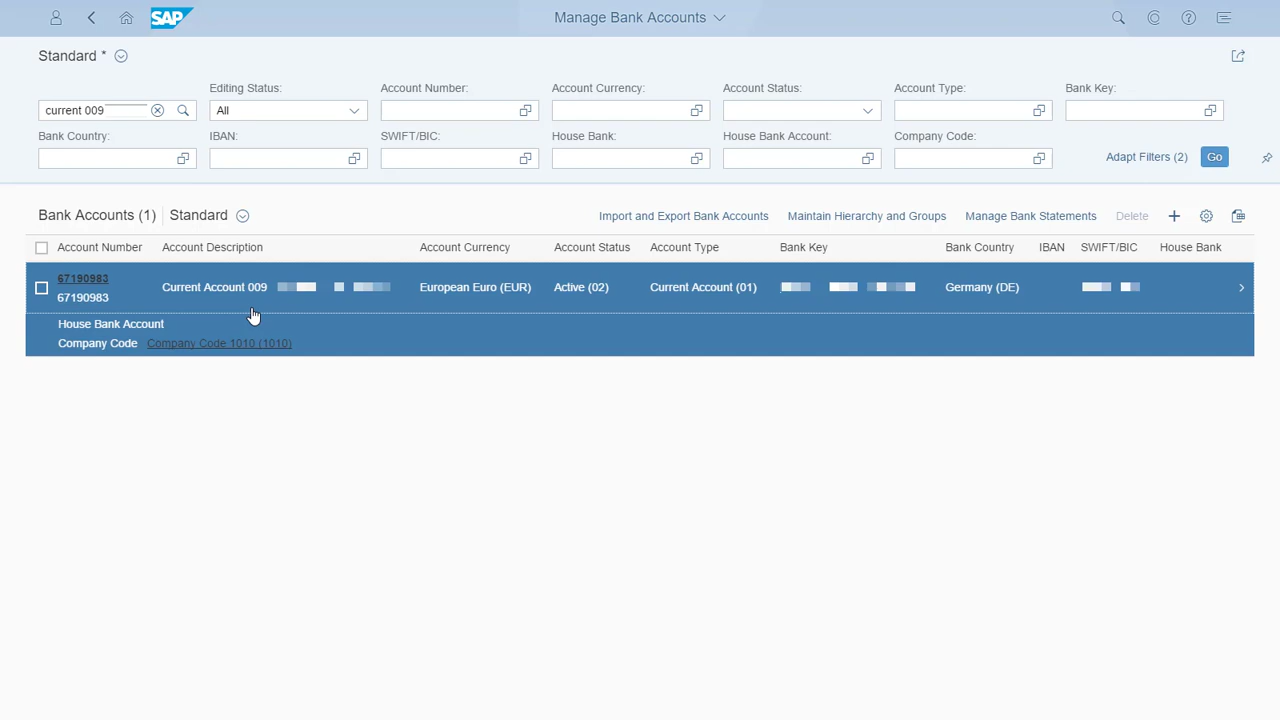 SAP
Manage Bank Accounts
Standard *
current 009
Editing Status:
All
Account Number:
Account Currency:
Account Status:
Account Type:
Bank Key:
Bank Country:
IBAN:
SWIFT/BIC:
House Bank:
House Bank Account:
Company Code:
Adapt Filters (2)
Go
Bank Accounts (1)
Standard
Import and Export Bank Accounts
Maintain Hierarchy and Groups
Manage Bank Statements
Delete
Account Number Account Description Account Currency Account Status Account Type Bank Key Bank Country IBAN SWIFT/BIC House Bank
67190983
67190983
Current Account 009 European Euro (EUR) Active (02) Current Account (01) Germany (DE)
House Bank Account
Company Code Company Code 1010 (1010)